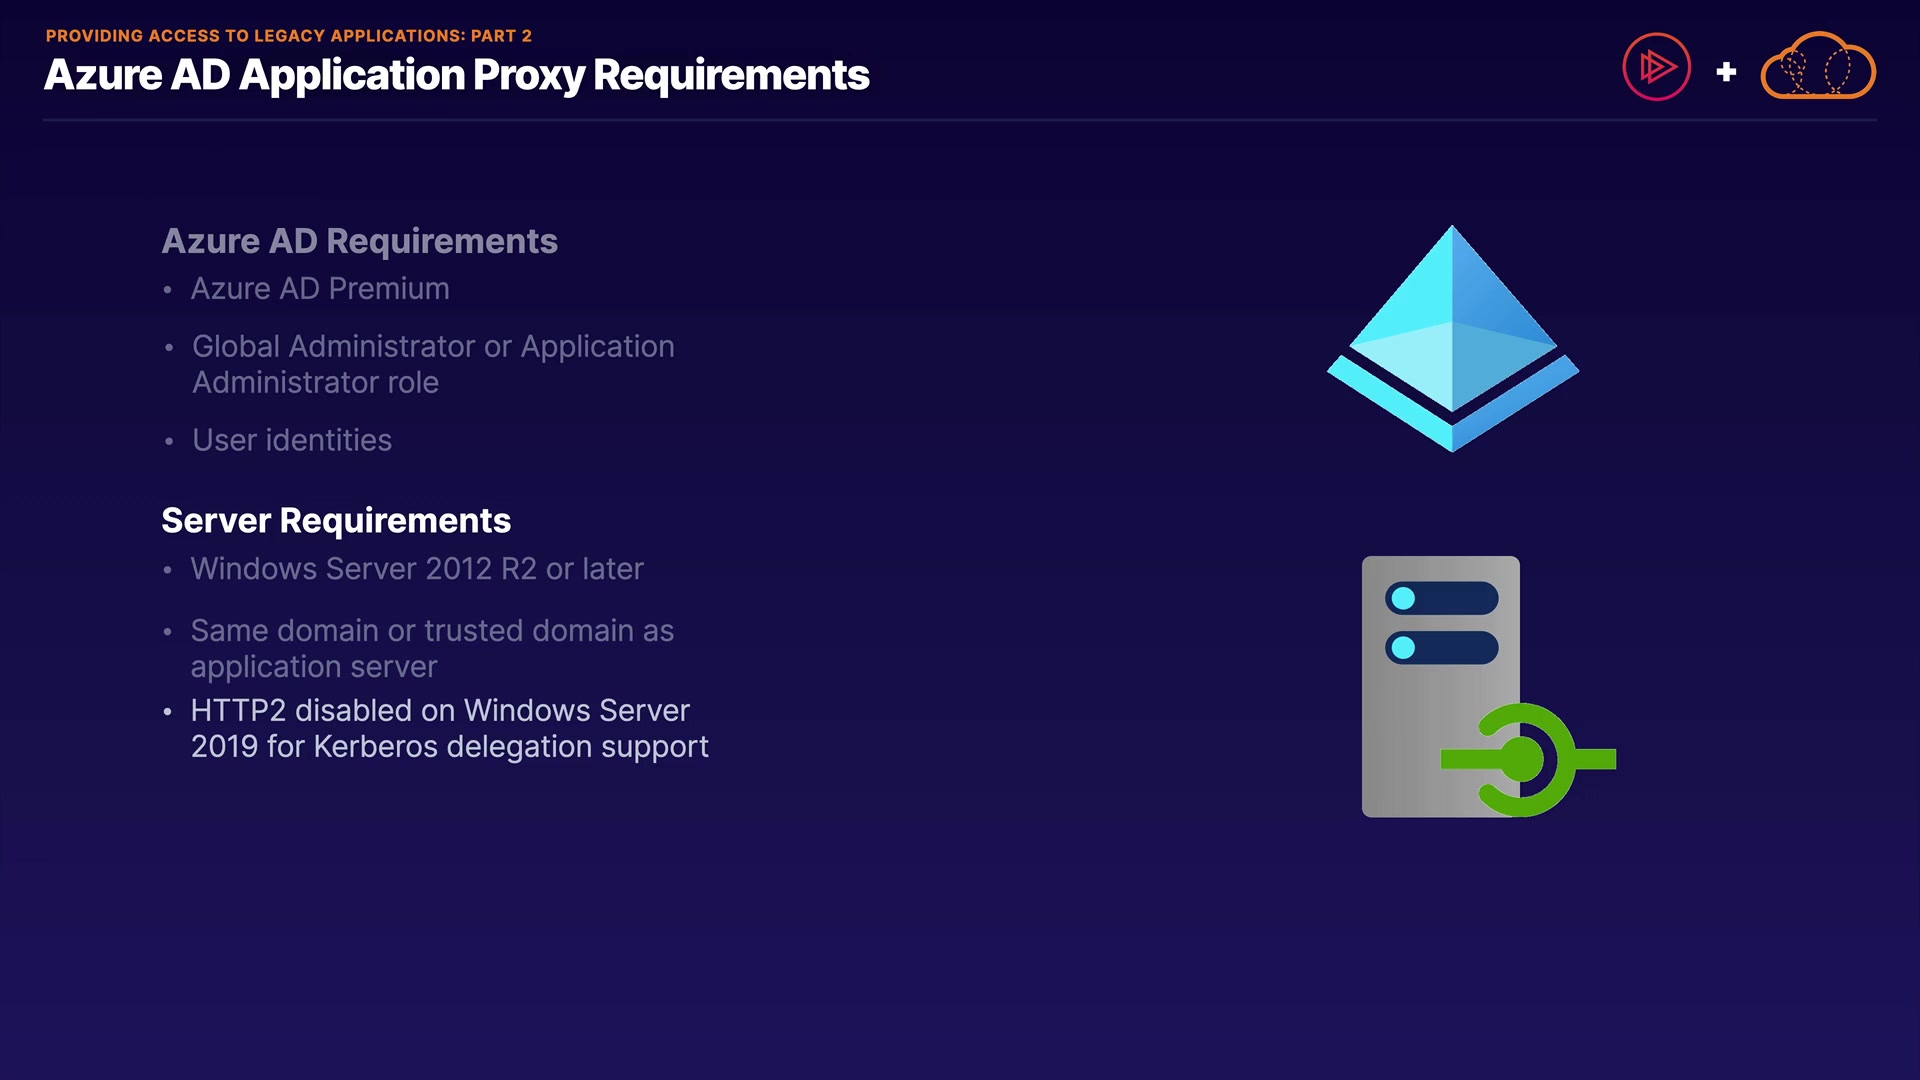 PROVIDING ACCESS TO LEGACY APPLICATIONS: PART 2
Azure AD Application Proxy Requirements
+
Azure AD Requirements
• Azure AD Premium
• Global Administrator or Application
Administrator role
• User identities
Server Requirements
• Windows Server 2012 R2 or later
• Same domain or trusted domain as
application server
• HTTP2 disabled on Windows Server
2019 for Kerberos delegation support